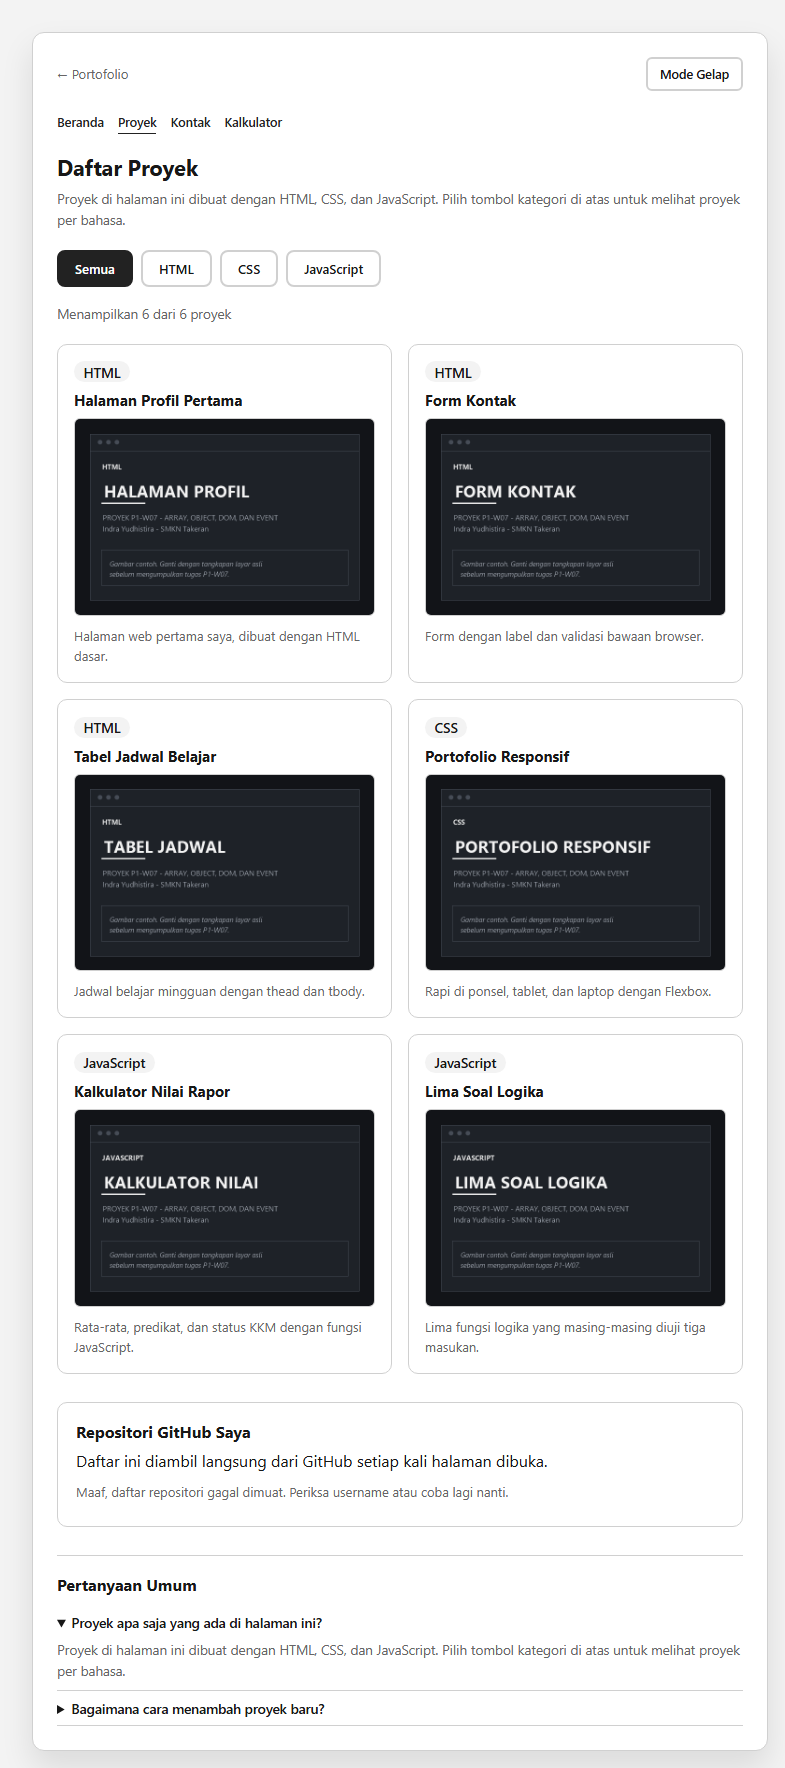 ← Portofolio
Mode Gelap
Beranda Proyek Kontak Kalkulator
Daftar Proyek
Proyek di halaman ini dibuat dengan HTML, CSS, dan JavaScript. Pilih tombol kategori di atas untuk melihat proyek
per bahasa.
Semua HTML CSS JavaScript
Menampilkan 6 dari 6 proyek
HTML
Halaman Profil Pertama
HTML
HALAMAN PROFIL
PROYEK P1-W07 - ARRAY, OBJECT, DOM, DAN EVENT
Indra Yudhistira - SMKN Takeran
Gambar contoh. Ganti dengan tangkapan layar asli
sebelum mengumpulkan tugas P1-W07.
Halaman web pertama saya, dibuat dengan HTML
dasar.
HTML
Form Kontak
HTML
FORM KONTAK
PROYEK P1-W07 - ARRAY, OBJECT, DOM, DAN EVENT
Indra Yudhistira - SMKN Takeran
Gambar contoh. Ganti dengan tangkapan layar asli
sebelum mengumpulkan tugas P1-W07.
Form dengan label dan validasi bawaan browser.
HTML
Tabel Jadwal Belajar
HTML
TABEL JADWAL
PROYEK P1-W07 - ARRAY, OBJECT, DOM, DAN EVENT
Indra Yudhistira - SMKN Takeran
Gambar contoh. Ganti dengan tangkapan layar asli
sebelum mengumpulkan tugas P1-W07.
Jadwal belajar mingguan dengan thead dan tbody.
CSS
Portofolio Responsif
CSS
PORTOFOLIO RESPONSIF
PROYEK P1-W07 - ARRAY, OBJECT, DOM, DAN EVENT
Indra Yudhistira - SMKN Takeran
Gambar contoh. Ganti dengan tangkapan layar asli
sebelum mengumpulkan tugas P1-W07.
Rapi di ponsel, tablet, dan laptop dengan Flexbox.
JavaScript
Kalkulator Nilai Rapor
JAVASCRIPT
KALKULATOR NILAI
PROYEK P1-W07 - ARRAY, OBJECT, DOM, DAN EVENT
Indra Yudhistira - SMKN Takeran
Gambar contoh. Ganti dengan tangkapan layar asli
sebelum mengumpulkan tugas P1-W07.
Rata-rata, predikat, dan status KKM dengan fungsi
JavaScript.
JavaScript
Lima Soal Logika
JAVASCRIPT
LIMA SOAL LOGIKA
PROYEK P1-W07 - ARRAY, OBJECT, DOM, DAN EVENT
Indra Yudhistira - SMKN Takeran
Gambar contoh. Ganti dengan tangkapan layar asli
sebelum mengumpulkan tugas P1-W07.
Lima fungsi logika yang masing-masing diuji tiga
masukan.
Repositori GitHub Saya
Daftar ini diambil langsung dari GitHub setiap kali halaman dibuka.
Maaf, daftar repositori gagal dimuat. Periksa username atau coba lagi nanti.
Pertanyaan Umum
▼ Proyek apa saja yang ada di halaman ini?
Proyek di halaman ini dibuat dengan HTML, CSS, dan JavaScript. Pilih tombol kategori di atas untuk melihat proyek
per bahasa.
▶ Bagaimana cara menambah proyek baru?